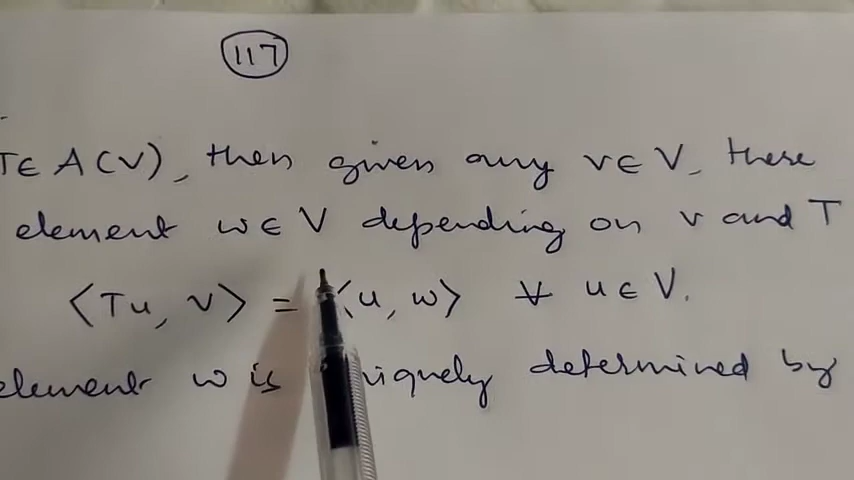 117
T∈ A(V), then given any v∈V, there
element w∈V depending on v and T
⟨Tu, v⟩ = ⟨u, w⟩ ∀ u∈V.
element w is uniquely determined by